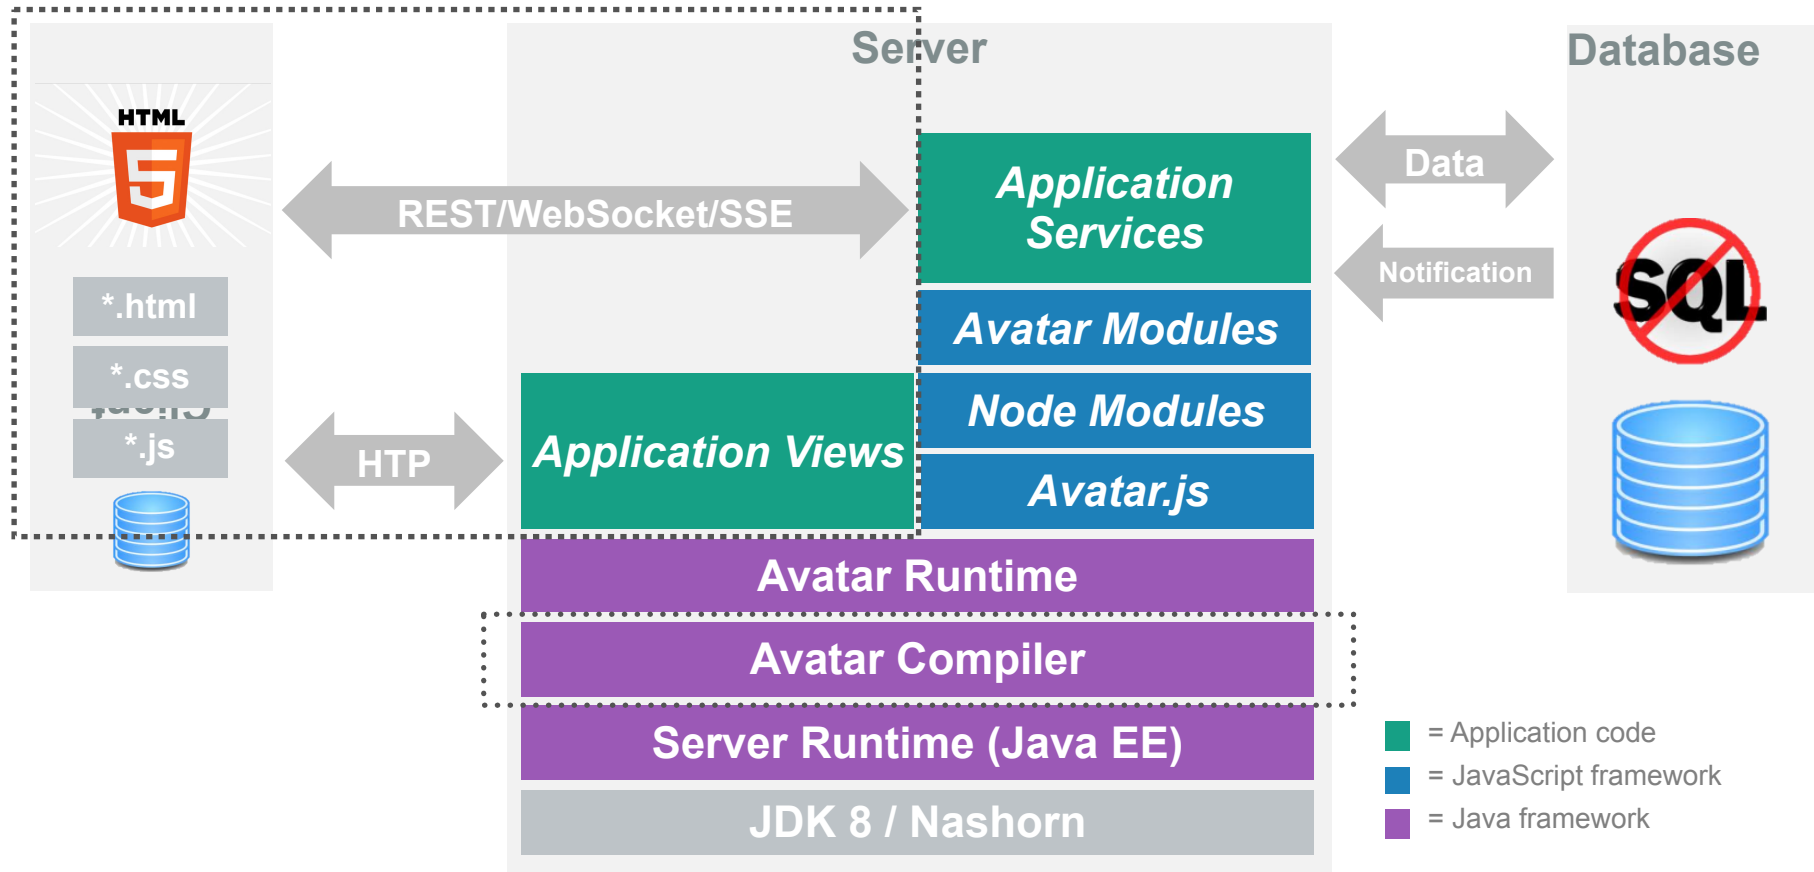 Server
Database
HTML
5
REST/WebSocket/SSE
Application
Services
Data
Notification
SQL
*.html
*.css
Client
*.js
HTP
Application Views
Avatar Modules
Node Modules
Avatar.js
Avatar Runtime
Avatar Compiler
Server Runtime (Java EE)
JDK 8 / Nashorn
= Application code
= JavaScript framework
= Java framework